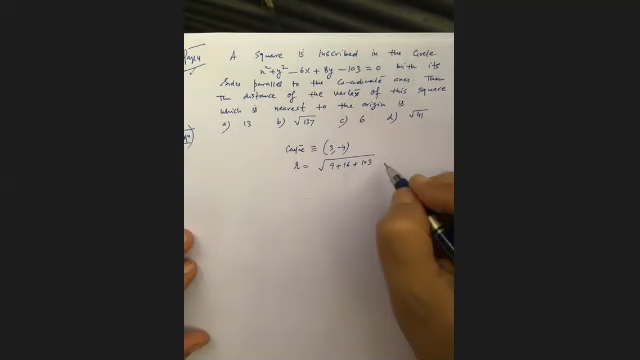 A Square is Inscribed in the Circle
x² + y² - 6x + 8y - 103 = 0 With its
Sides parallel to the Co-ordinate axes. Then
The distance of the vertex of this square
which is nearest to the origin is
a) 13 b) √137 c) 6 d) √41
Centre ≡ (3, -4)
r = √9 + 16 + 103